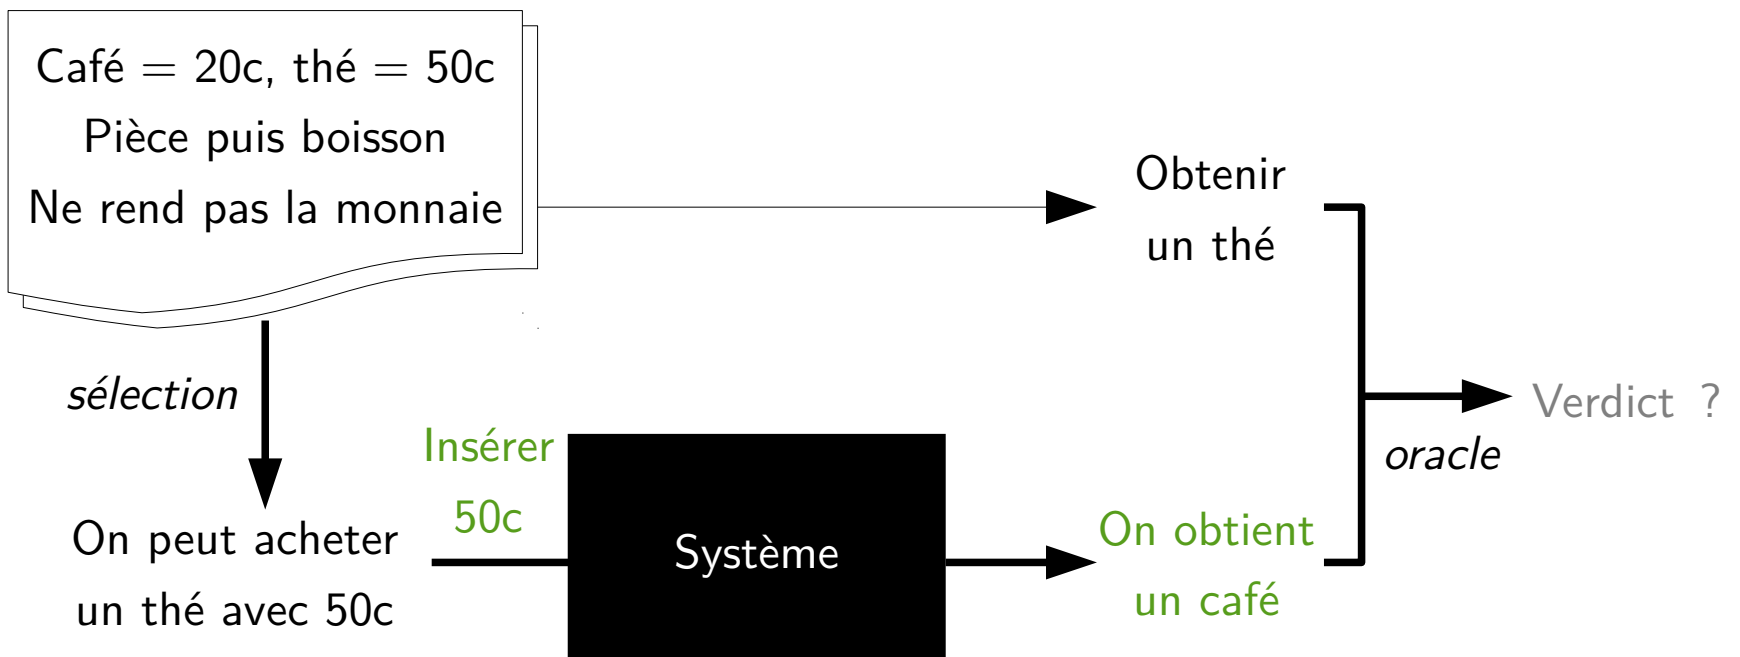 Café = 20c, thé = 50c
Pièce puis boisson
Ne rend pas la monnaie
Obtenir
un thé
sélection
Verdict ?
oracle
Insérer
50c
On peut acheter
un thé avec 50c
Système
On obtient
un café